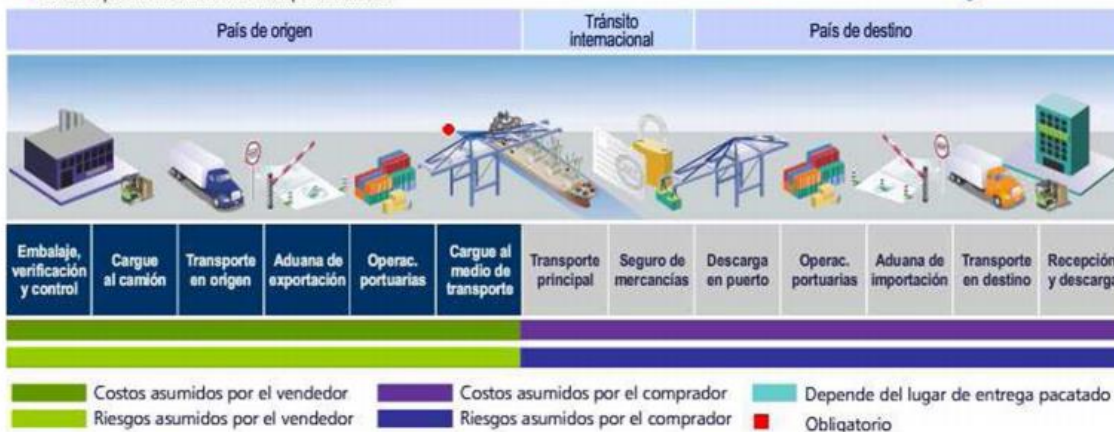 País de origen
Tránsito
internacional
País de destino
Embalaje,
verificación
y control
Cargue
al camión
Transporte
en origen
Aduana de
exportación
Operac.
portuarias
Cargue al
medio de
transporte
Transporte
principal
Seguro de
mercancías
Descarga
en puerto
Operac.
portuarias
Aduana de
importación
Transporte
en destino
Recepción
y descarga
Costos asumidos por el vendedor
Costos asumidos por el comprador
Depende del lugar de entrega pacatado
Riesgos asumidos por el vendedor
Riesgos asumidos por el comprador
Obligatorio